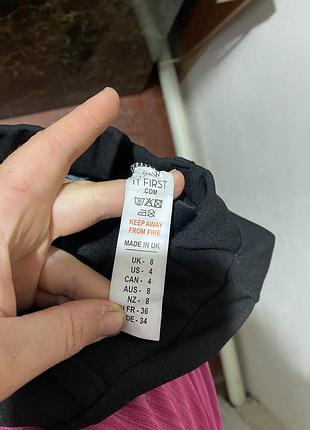 SAW
IT FIRST
.COM
KEEP AWAY
FROM FIRE
MADE IN UK
UK - 8
US - 4
CAN - 4
AUS - 8
NZ - 8
FR - 36
DE - 34